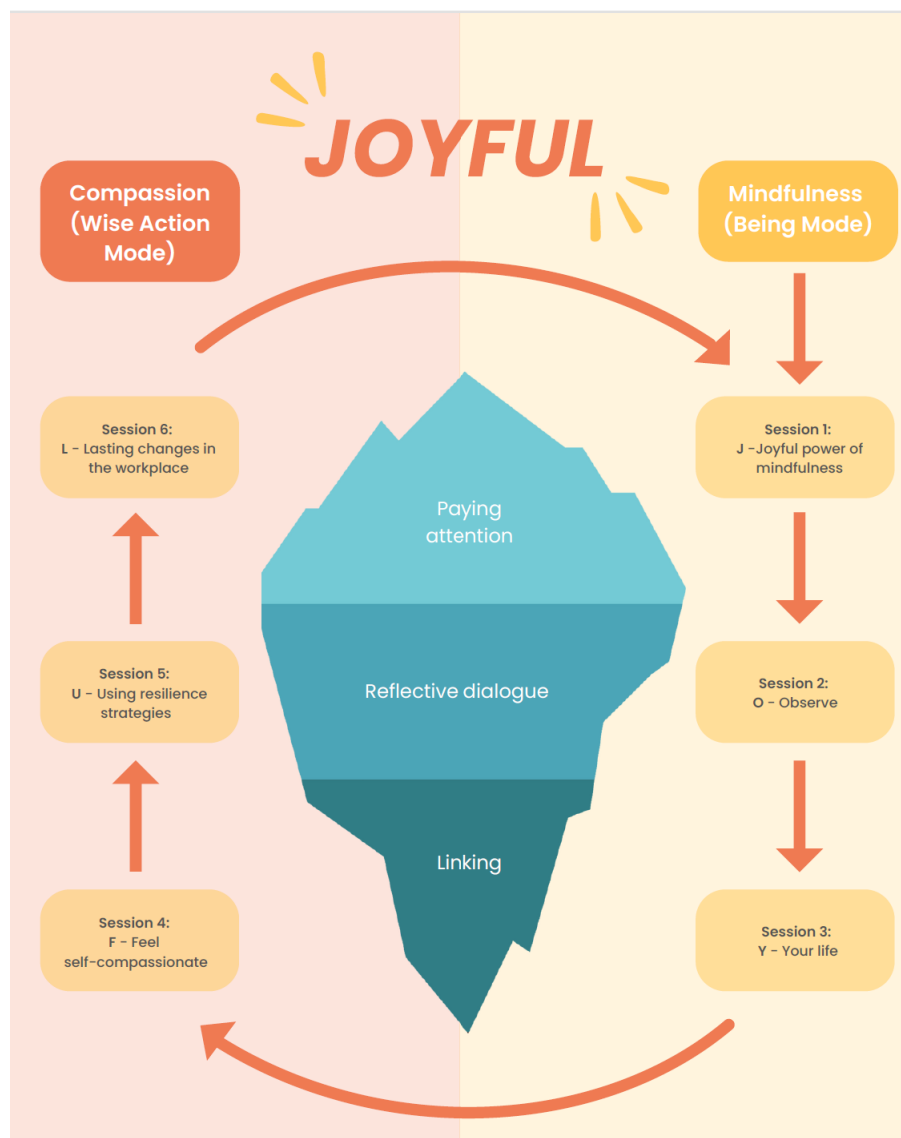 JOYFUL
Compassion
(Wise Action
Mode)
Mindfulness
(Being Mode)
Session 1:
J -Joyful power of
mindfulness
Session 2:
O - Observe
Session 3:
Y - Your life
Session 4:
F - Feel
self-compassionate
Session 5:
U - Using resilience
strategies
Session 6:
L - Lasting changes in
the workplace
Paying
attention
Reflective dialogue
Linking